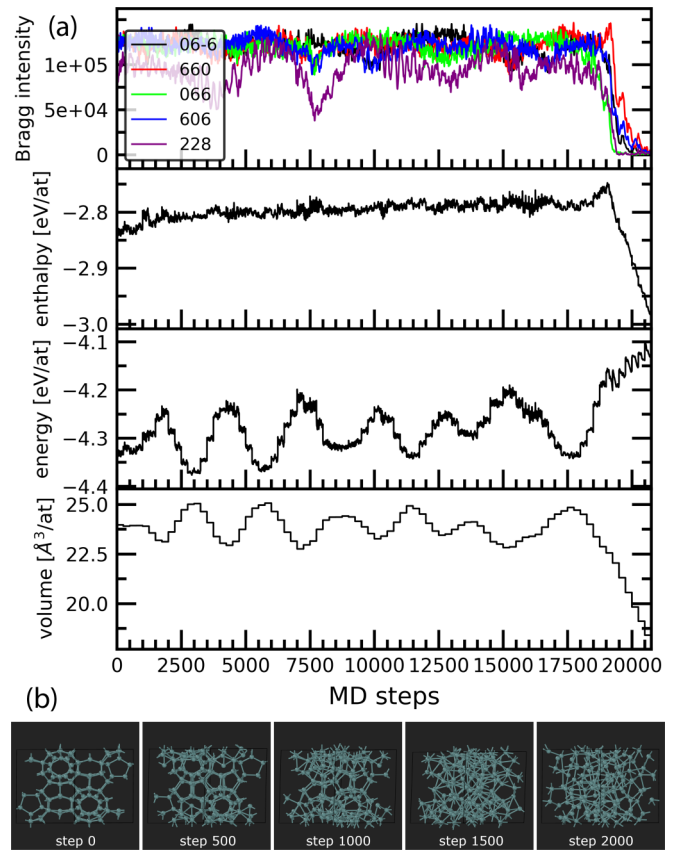 (a)
Bragg intensity
1e+05
5e+04
0
06-6
660
066
606
228
enthalpy [eV/at]
−2.8
−2.9
−3.0
energy [eV/at]
−4.1
−4.2
−4.3
−4.4
volume [Å³/at]
25.0
22.5
20.0
0 2500 5000 7500 10000 12500 15000 17500 20000
MD steps
(b)
step 0 step 500 step 1000 step 1500 step 2000